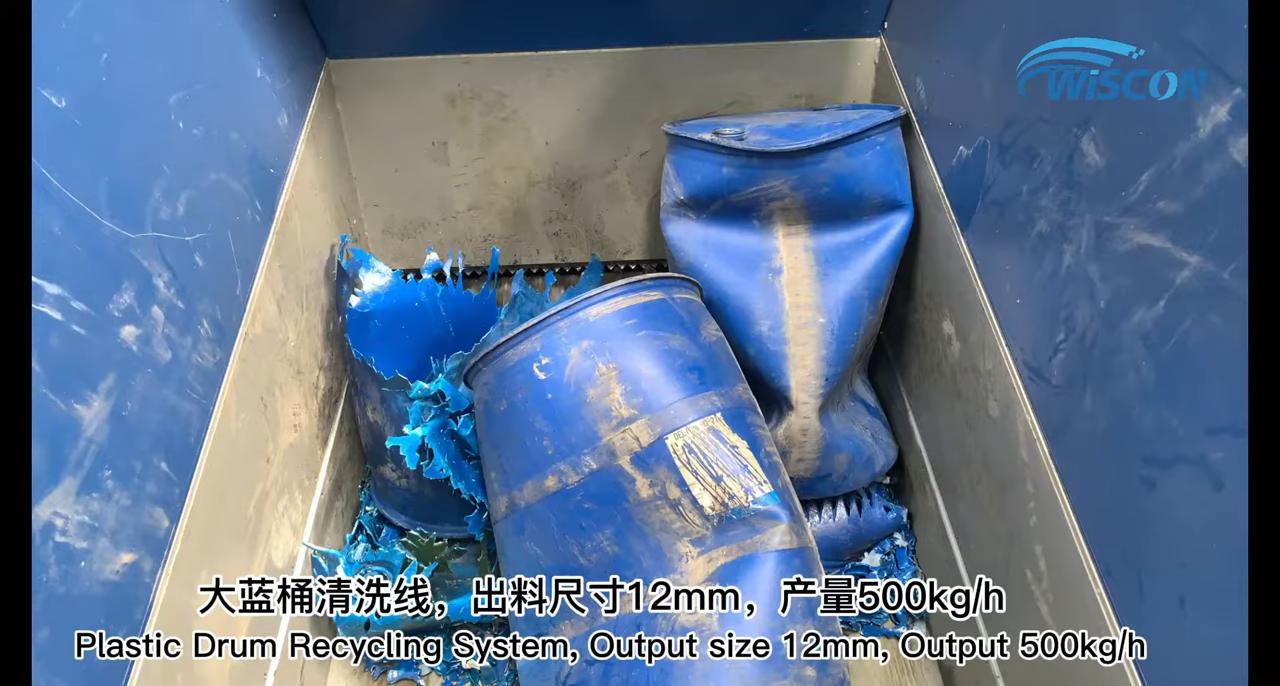 WiSCON
大蓝桶清洗线，出料尺寸12mm，产量500kg/h
Plastic Drum Recycling System, Output size 12mm, Output 500kg/h